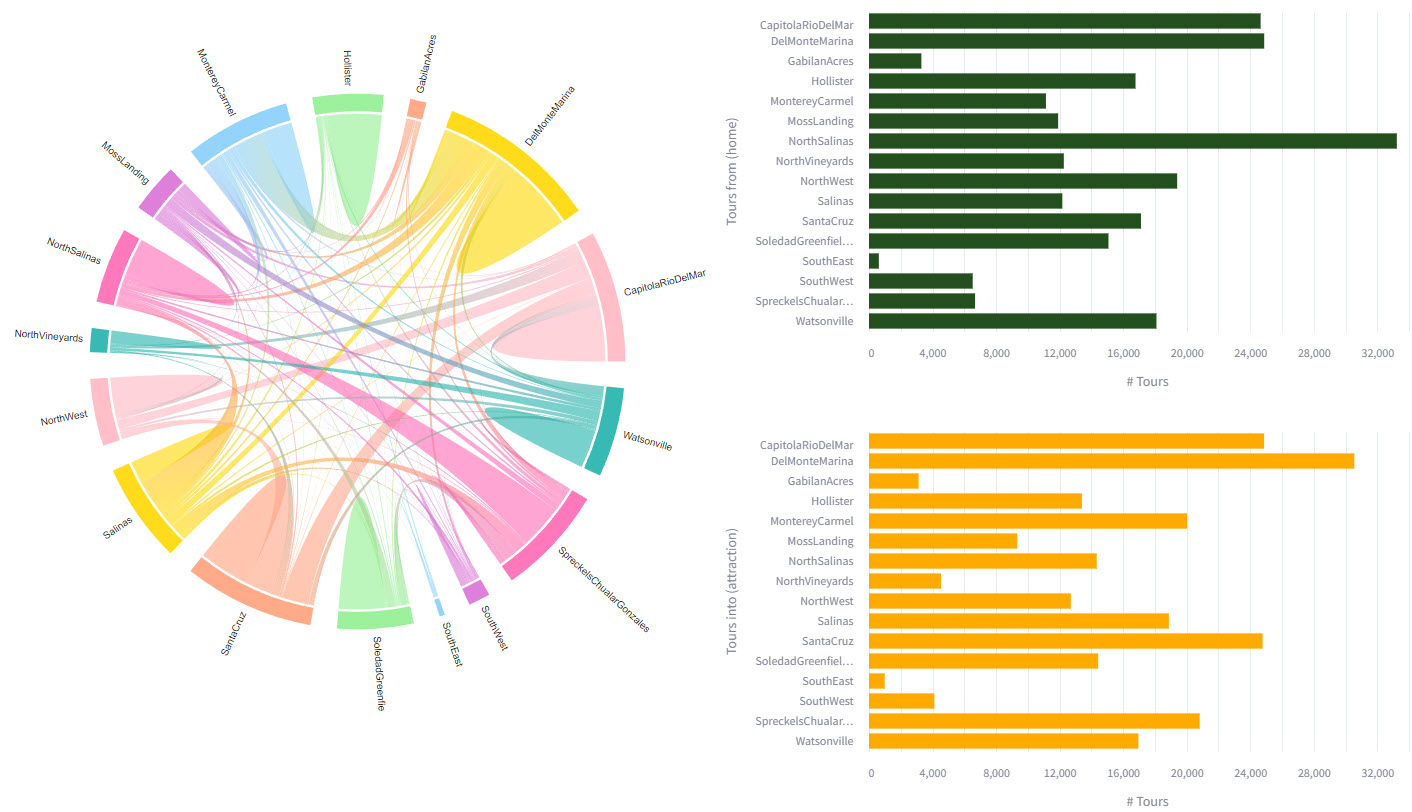 MontereyCarmel
Hollister
GabilanAcres
DelMonteMarina
MossLanding
NorthSalinas
CapitolaRioDelMar
NorthVineyards
NorthWest
Watsonville
Salinas
SpreckelsChualarGonzales
SantaCruz
SoledadGreenfie
SouthEast
SouthWest
Tours from (home)
CapitolaRioDelMar
DelMonteMarina
GabilanAcres
Hollister
MontereyCarmel
MossLanding
NorthSalinas
NorthVineyards
NorthWest
Salinas
SantaCruz
SoledadGreenfiel…
SouthEast
SouthWest
SpreckelsChualar…
Watsonville
0 4,000 8,000 12,000 16,000 20,000 24,000 28,000 32,000
# Tours
Tours into (attraction)
CapitolaRioDelMar
DelMonteMarina
GabilanAcres
Hollister
MontereyCarmel
MossLanding
NorthSalinas
NorthVineyards
NorthWest
Salinas
SantaCruz
SoledadGreenfiel…
SouthEast
SouthWest
SpreckelsChualar…
Watsonville
0 4,000 8,000 12,000 16,000 20,000 24,000 28,000 32,000
# Tours